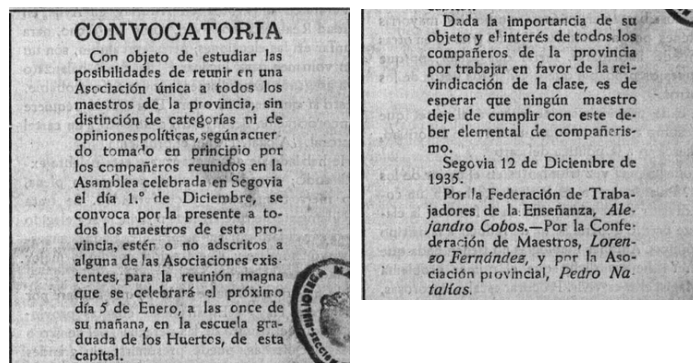 CONVOCATORIA
Con objeto de estudiar las
posibilidades de reunir en una
Asociación única a todos los
maestros de la provincia, sin
distinción de categorías ni de
opiniones políticas, según acuer
do tomado en principio por
los compañeros reunidos en la
Asamblea celebrada en Segovia
el día 1.º de Diciembre, se
convoca por la presente a to-
dos los maestros de esta pro-
vincia, estén o no adscritos a
alguna de las Asociaciones exis-
tentes, para la reunión magna
que se celebrará el próximo
día 5 de Enero, a las once de
su mañana, en la escuela gra-
duada de los Huertos, de esta
capital.
Dada la importancia de su
objeto y el interés de todos los
compañeros de la provincia
por trabajar en favor de la rei-
vindicación de la clase, es de
esperar que ningún maestro
deje de cumplir con este de-
ber elemental de compañeris-
mo.
Segovia 12 de Diciembre de
1935.
Por la Federación de Traba-
jadores de la Enseñanza, Ale-
jandro Cobos.—Por la Confe-
deración de Maestros, Loren-
zo Fernández, y por la Aso-
ciación provincial, Pedro Na-
talías.
BIBLIOTECA